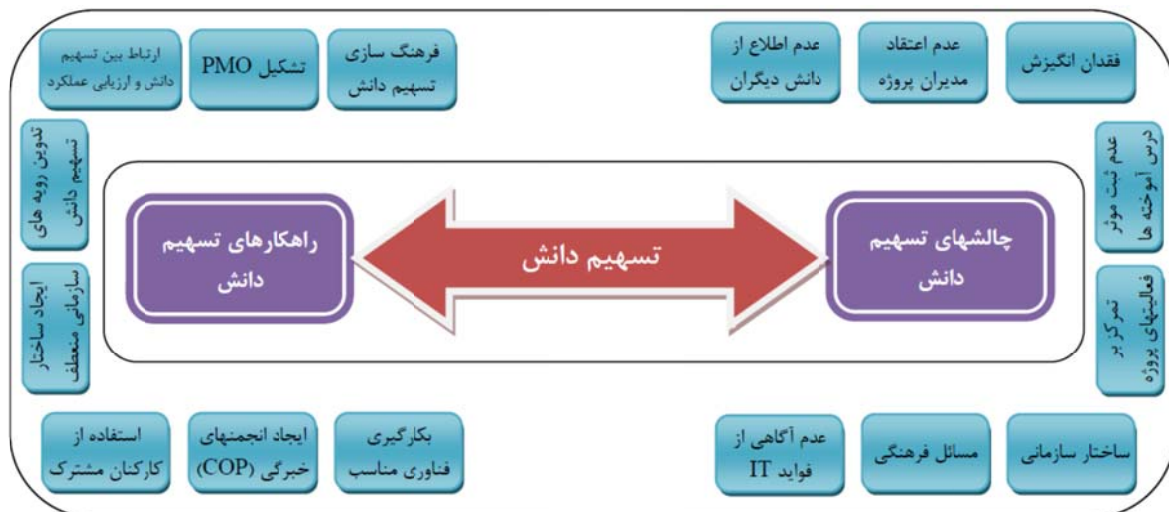 فقدان انگیزش
عدم اعتقاد
مدیران پروژه
عدم اطلاع از
دانش دیگران
فرهنگ سازی
تسهیم دانش
تشکیل PMO
ارتباط بین تسهیم
دانش و ارزیابی عملکرد
عدم ثبت موثر
درس آموخته ها
تدوین رویه های
تسهیم دانش
چالشهای تسهیم
دانش
تسهیم دانش
راهکارهای تسهیم
دانش
تمرکز بر
فعالیتهای پروژه
ایجاد ساختار
سازمانی منعطف
ساختار سازمانی
مسائل فرهنگی
عدم آگاهی از
فواید IT
بکارگیری
فناوری مناسب
ایجاد انجمنهای
خبرگی (COP)
استفاده از
کارکنان مشترک